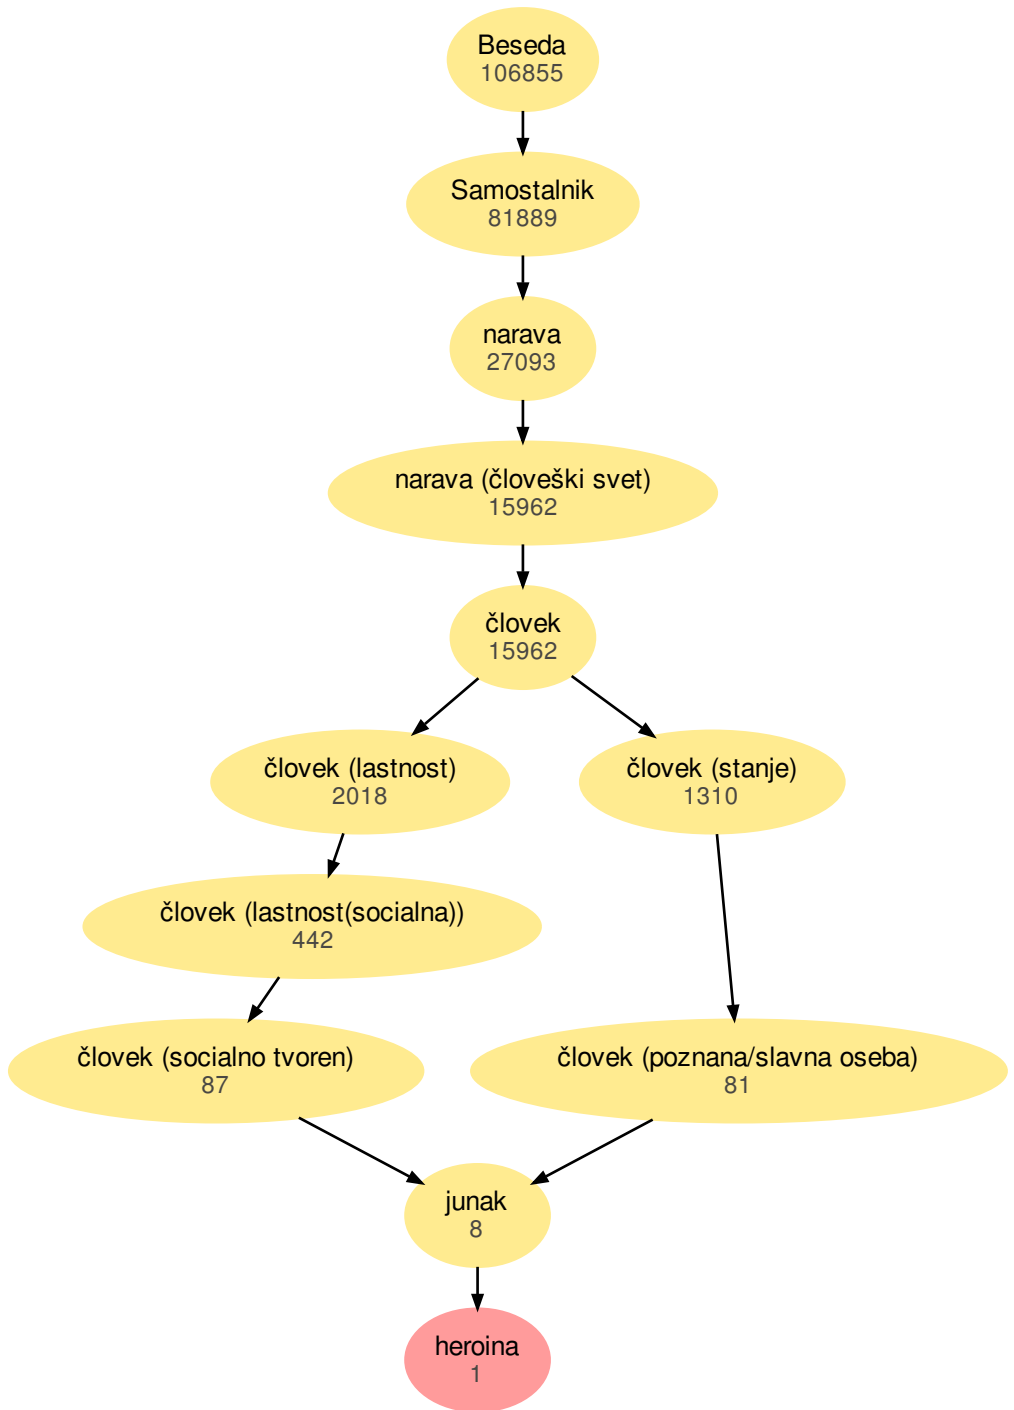 Beseda
106855
Samostalnik
81889
narava
27093
narava (človeški svet)
15962
človek
15962
človek (lastnost)
2018
človek (stanje)
1310
človek (lastnost(socialna))
442
človek (socialno tvoren)
87
človek (poznana/slavna oseba)
81
junak
8
heroina
1